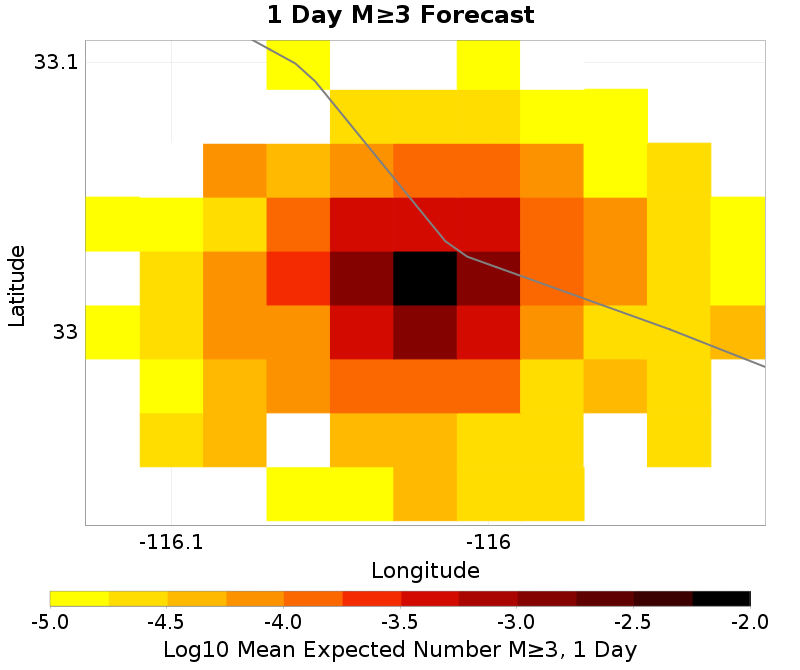 1 Day M≥3 Forecast
33.1
33
Latitude
-116.1
-116
Longitude
-5.0
-4.5
-4.0
-3.5
-3.0
-2.5
-2.0
Log10 Mean Expected Number M≥3, 1 Day